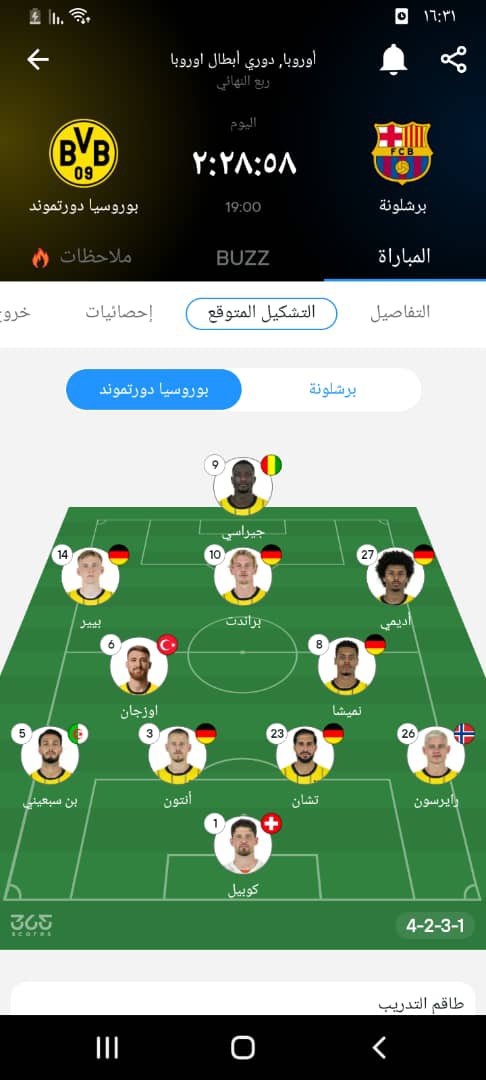 ١٦:٣١
أوروبا, دوري أبطال اوروبا
ربع النهائي
اليوم
٢:٢٨:٥٨
19:00
برشلونة
بوروسيا دورتموند
BVB
09
FCB
المباراة
BUZZ
ملاحظات
التفاصيل
التشكيل المتوقع
إحصائيات
خروج
برشلونة
بوروسيا دورتموند
9
جيراسي
14
10
27
بيير
براندت
أديمي
6
8
اوزجان
نميشا
5
3
23
26
بن سبعيني
أنتون
تشان
رايرسون
1
كوبيل
365
scores
4-2-3-1
طاقم التدريب